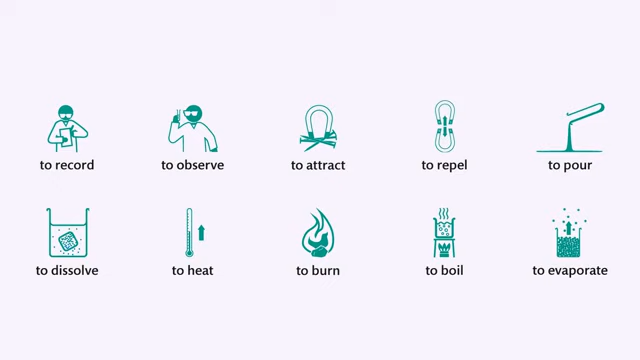 to record
to observe
to attract
to repel
to pour
to dissolve
to heat
to burn
to boil
to evaporate